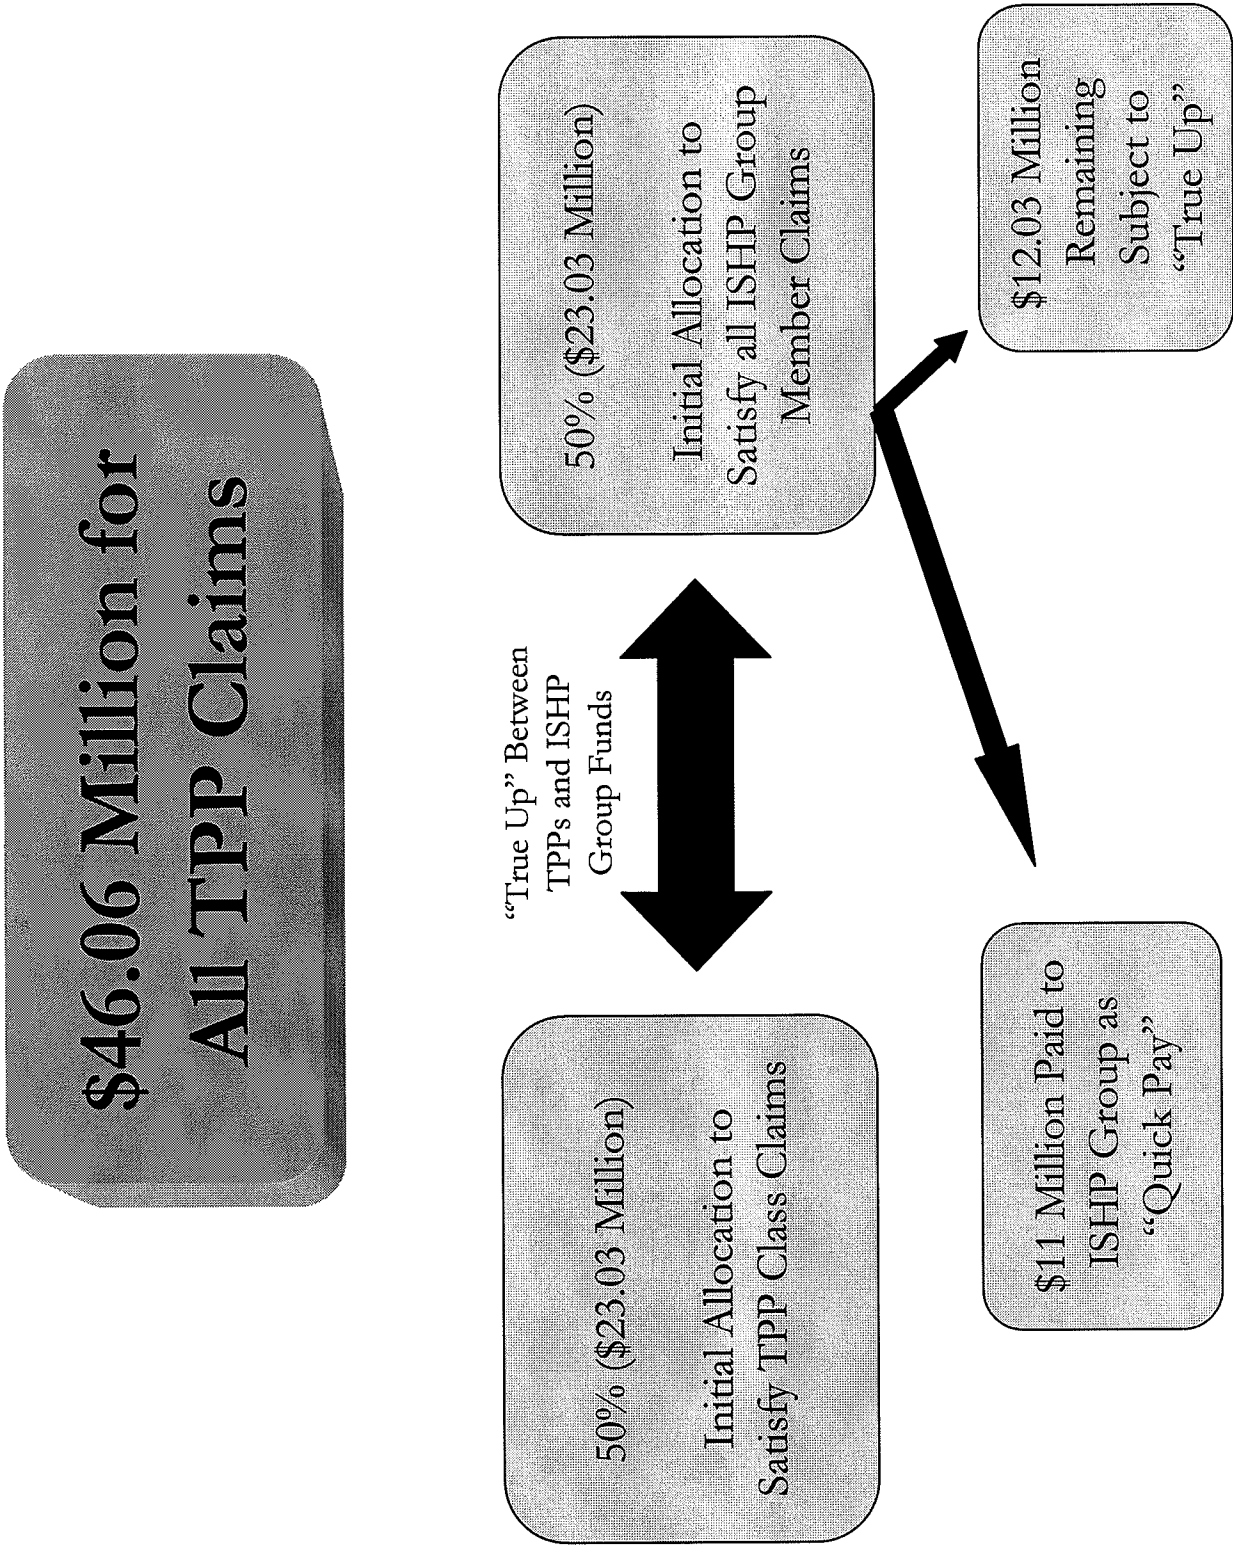 $46.06 Million for
All TPP Claims
50% ($23.03 Million)
Initial Allocation to
Satisfy TPP Class Claims
“True Up” Between
TPPs and ISHP
Group Funds
50% ($23.03 Million)
Initial Allocation to
Satisfy all ISHP Group
Member Claims
$11 Million Paid to
ISHP Group as
“Quick Pay”
$12.03 Million
Remaining
Subject to
“True Up”